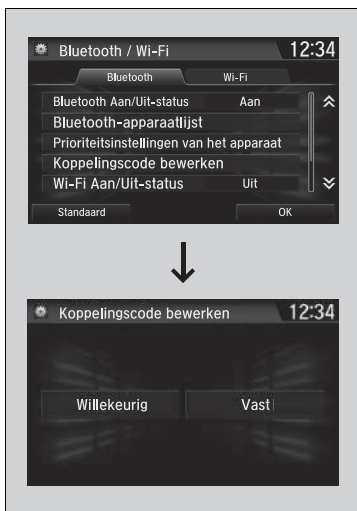 Bluetooth / Wi-Fi 12:34
Bluetooth Wi-Fi
Bluetooth Aan/Uit-status Aan
Bluetooth-apparaatlijst
Prioriteitsinstellingen van het apparaat
Koppelingscode bewerken
Wi-Fi Aan/Uit-status Uit
Standaard OK
Koppelingscode bewerken 12:34
Willekeurig Vast